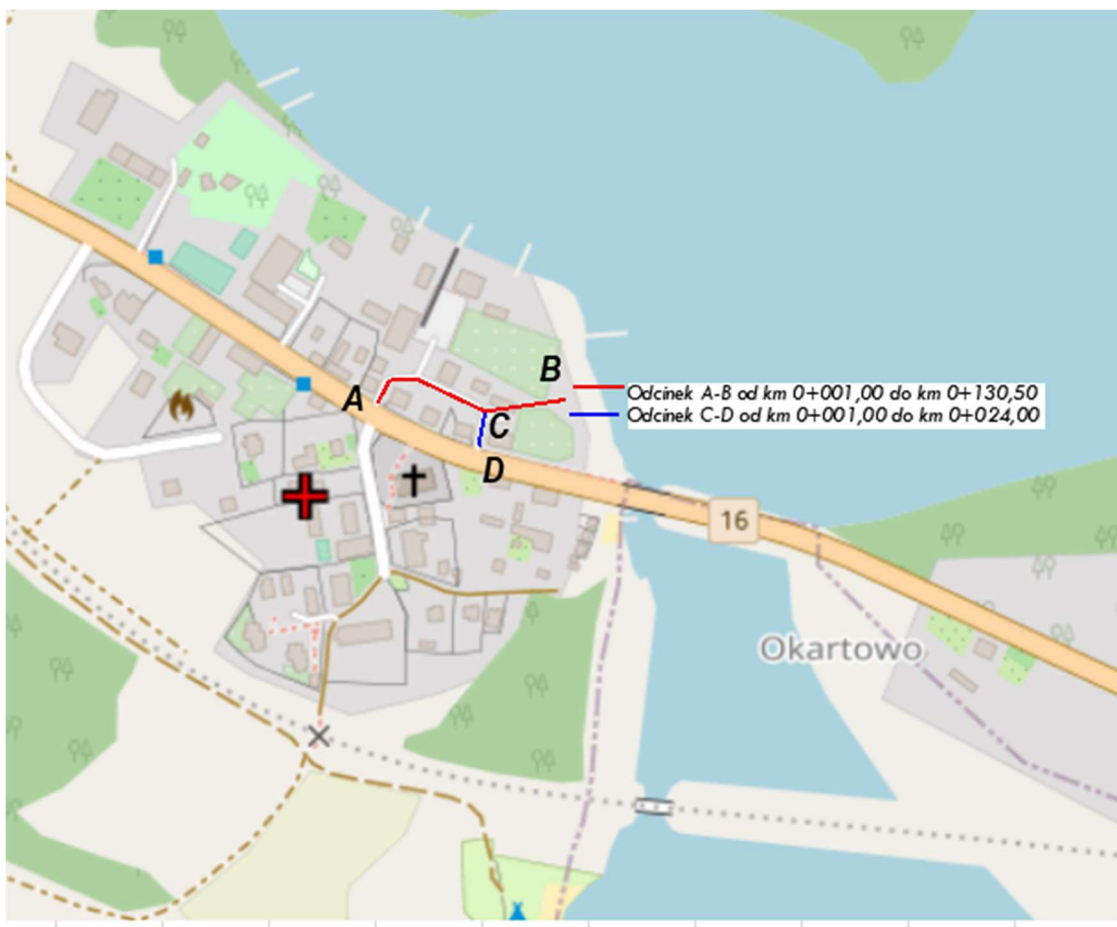 B
Odcinek A-B od km 0+001,00 do km 0+130,50
A
Odcinek C-D od km 0+001,00 do km 0+024,00
C
D
16
Okartowo